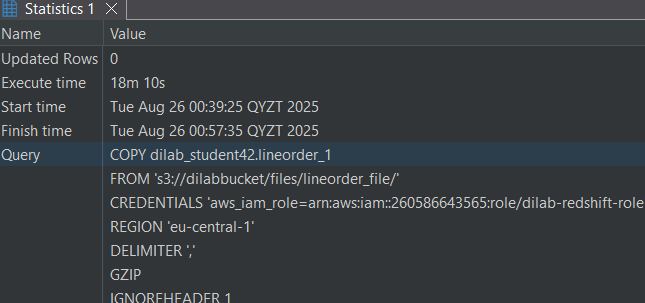 Statistics 1
Name Value
Updated Rows 0
Execute time 18m 10s
Start time Tue Aug 26 00:39:25 QYZT 2025
Finish time Tue Aug 26 00:57:35 QYZT 2025
Query COPY dilab_student42.lineorder_1
FROM 's3://dilabbucket/files/lineorder_file/'
CREDENTIALS 'aws_iam_role=arn:aws:iam::260586643565:role/dilab-redshift-role
REGION 'eu-central-1'
DELIMITER ','
GZIP
IGNOREHEADER 1